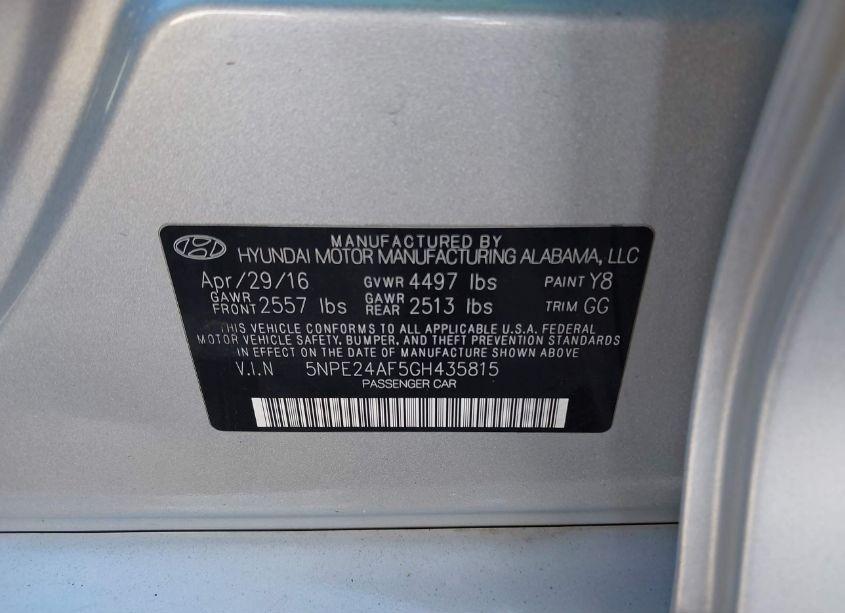 MANUFACTURED BY
HYUNDAI MOTOR MANUFACTURING ALABAMA, LLC
Apr/29/16 GVWR 4497 lbs PAINT Y8
GAWR FRONT 2557 lbs GAWR REAR 2513 lbs TRIM GG
THIS VEHICLE CONFORMS TO ALL APPLICABLE U.S.A. FEDERAL
MOTOR VEHICLE SAFETY, BUMPER, AND THEFT PREVENTION STANDARDS
IN EFFECT ON THE DATE OF MANUFACTURE SHOWN ABOVE
V.I.N 5NPE24AF5GH435815
PASSENGER CAR